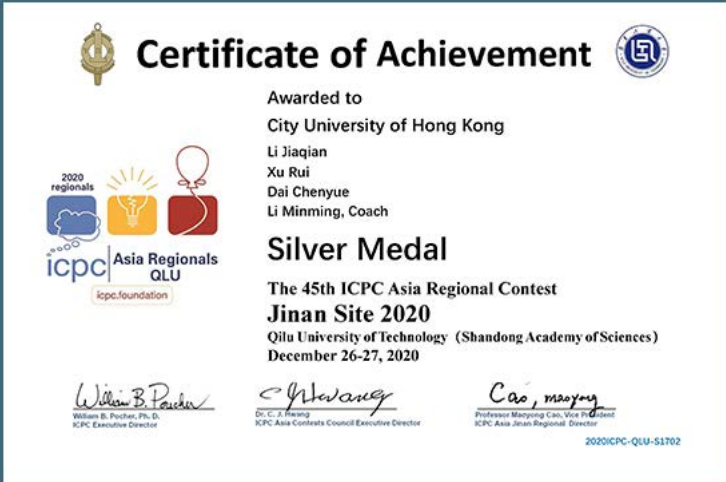 Certificate of Achievement
Awarded to
City University of Hong Kong
Li Jiaqian
Xu Rui
Dai Chenyue
Li Minming, Coach
2020
regionals
icpc Asia Regionals
QLU
icpc.foundation
Silver Medal
The 45th ICPC Asia Regional Contest
Jinan Site 2020
Qilu University of Technology（Shandong Academy of Sciences）
December 26-27, 2020
William B. Poucher
William B. Pocher, Ph. D.
ICPC Executive Director
C J Hwang
Dr. C. J. Hwang
ICPC Asia Contests Council Executive Director
Cao, maoyong
Professor Maoyong Cao, Vice President
ICPC Asia Jinan Regional Director
2020ICPC-QLU-S1702